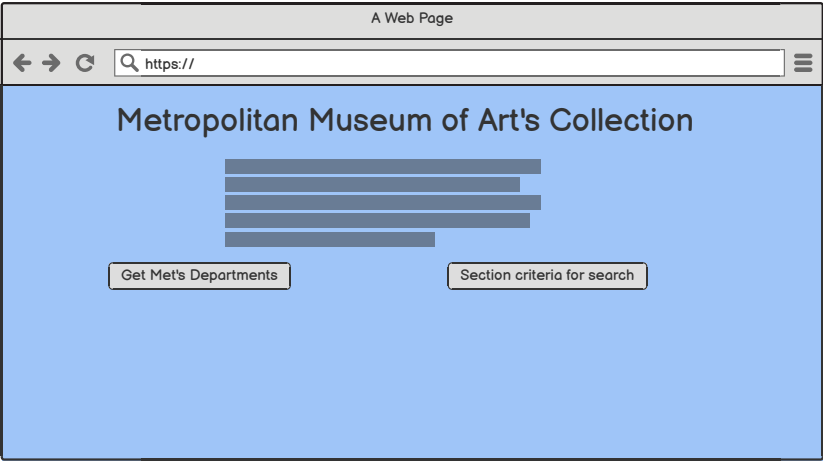 A Web Page
https://
Metropolitan Museum of Art's Collection
Get Met's Departments
Section criteria for search